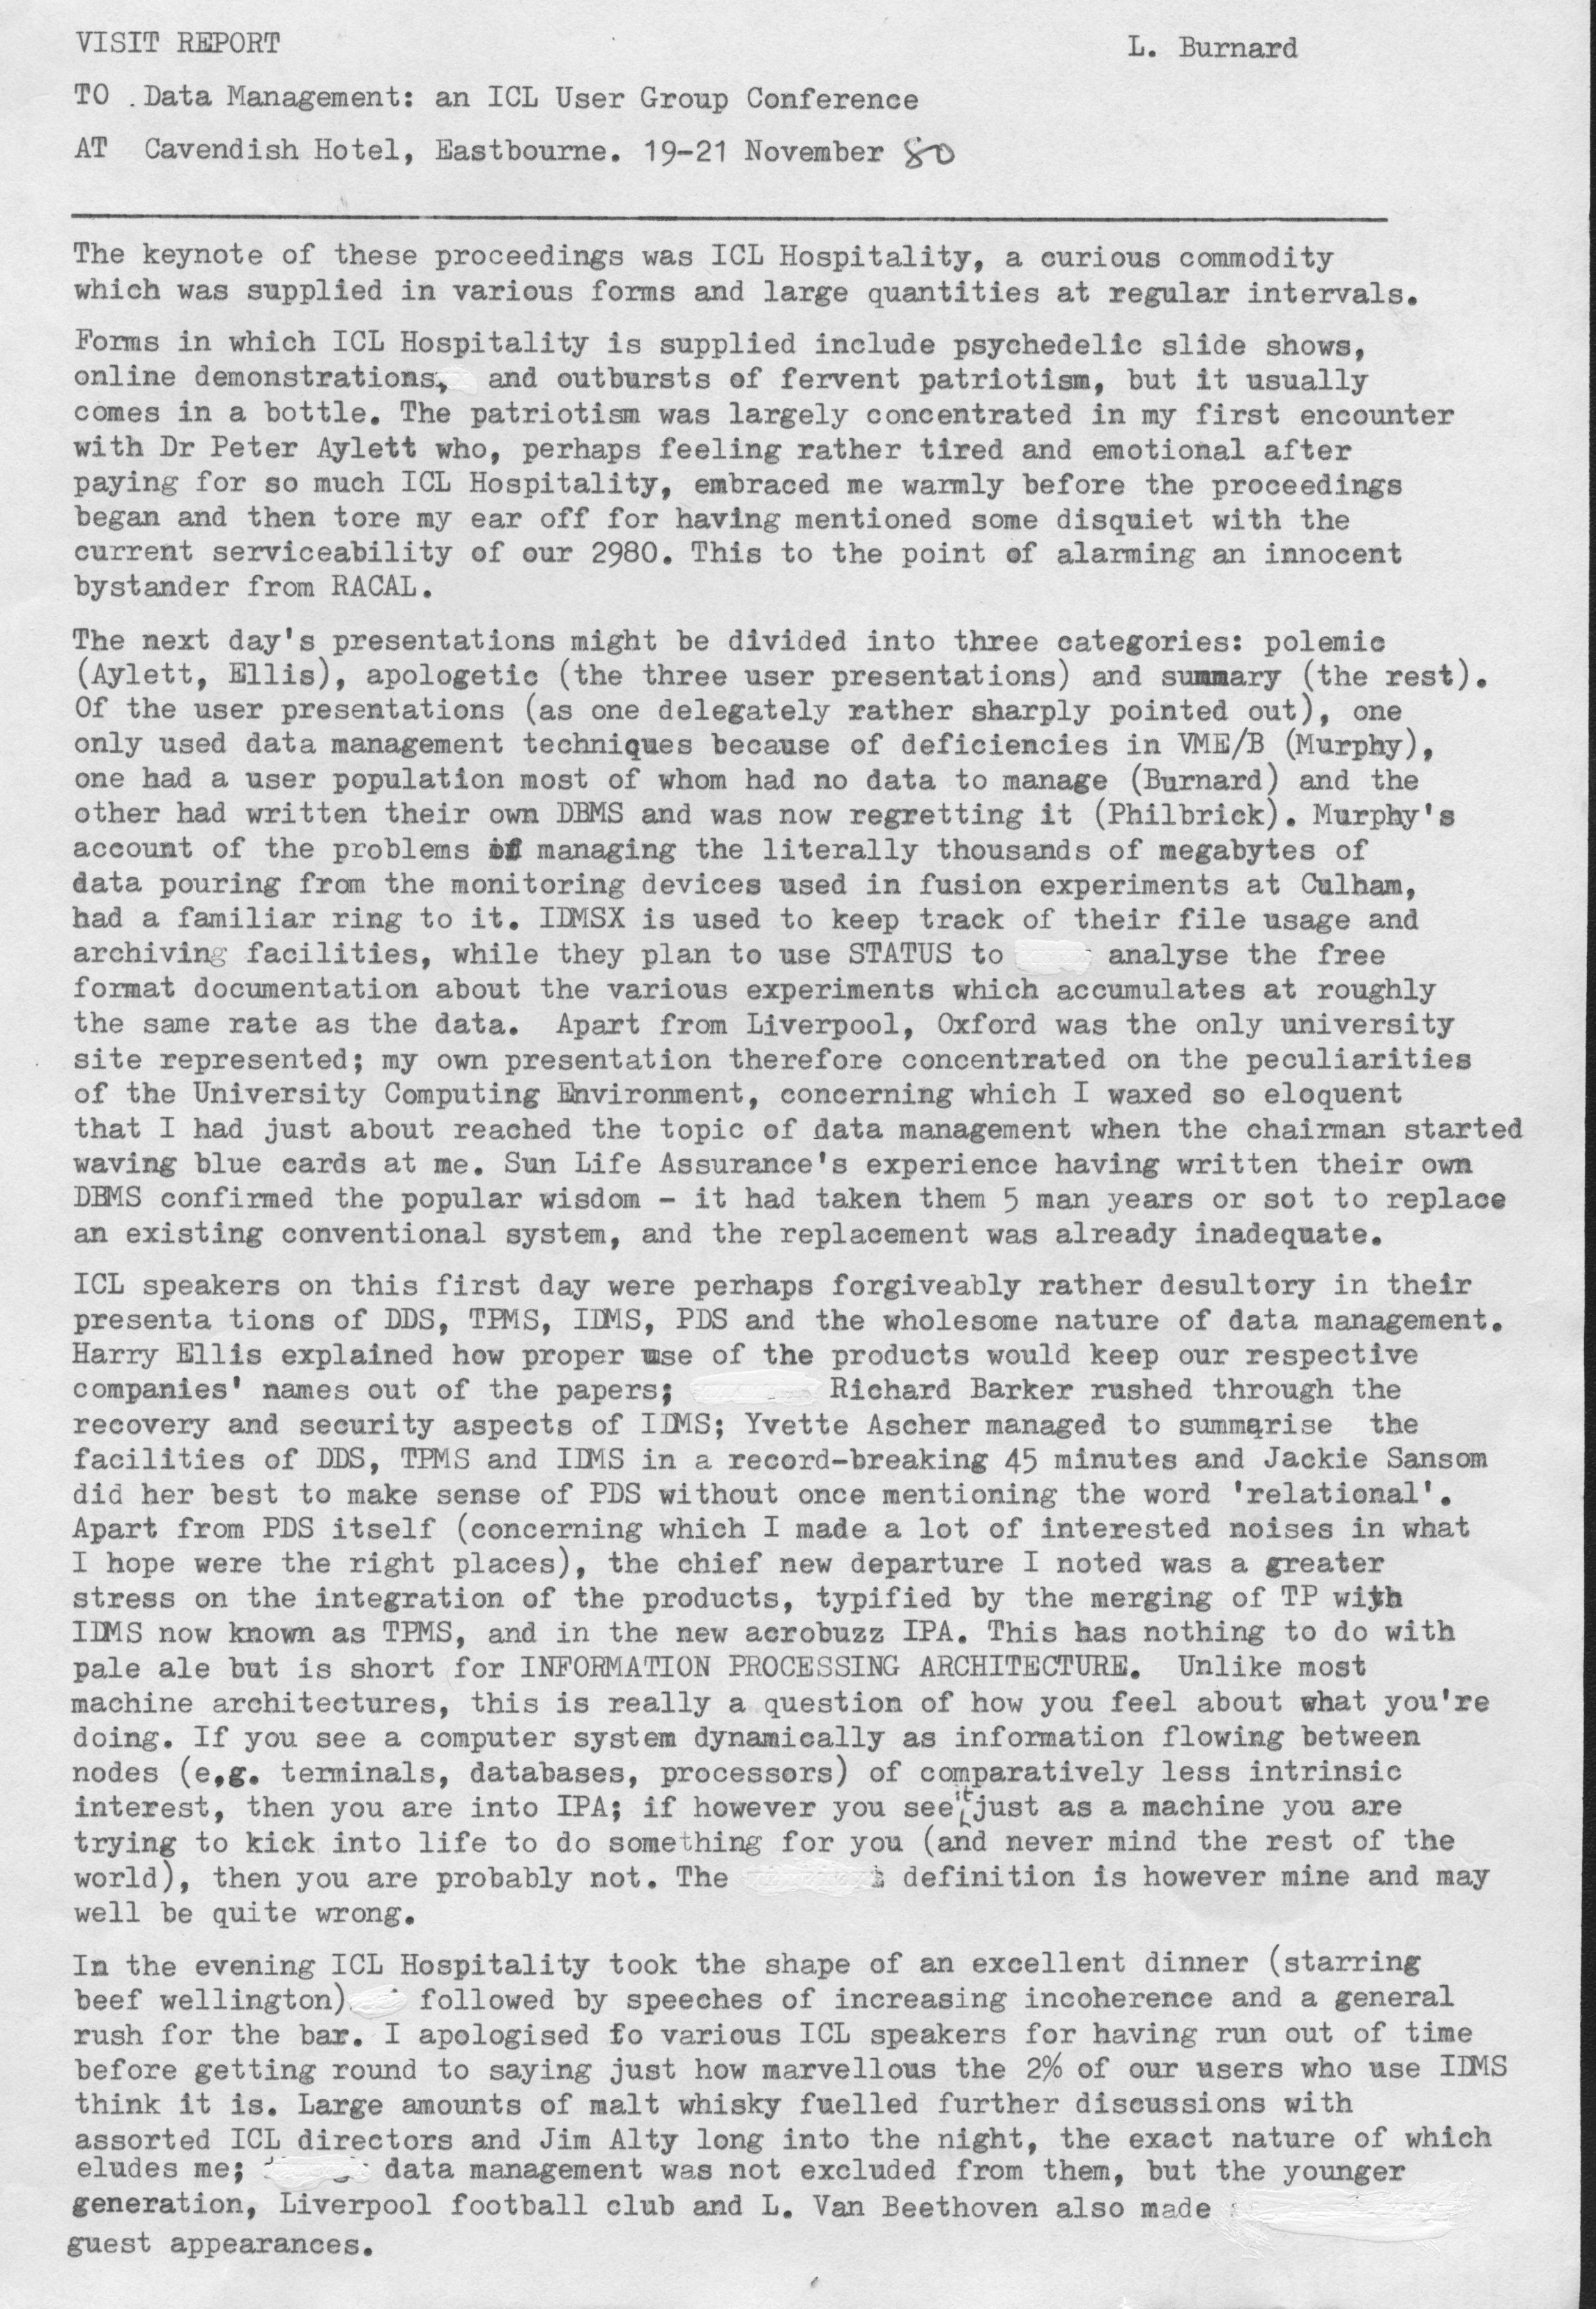 VISIT REPORT L. Burnard
TO . Data Management: an ICL User Group Conference
AT Cavendish Hotel, Eastbourne. 19-21 November 80
The keynote of these proceedings was ICL Hospitality, a curious commodity
which was supplied in various forms and large quantities at regular intervals.
Forms in which ICL Hospitality is supplied include psychedelic slide shows,
online demonstrations, and outbursts of fervent patriotism, but it usually
comes in a bottle. The patriotism was largely concentrated in my first encounter
with Dr Peter Aylett who, perhaps feeling rather tired and emotional after
paying for so much ICL Hospitality, embraced me warmly before the proceedings
began and then tore my ear off for having mentioned some disquiet with the
current serviceability of our 2980. This to the point of alarming an innocent
bystander from RACAL.
The next day's presentations might be divided into three categories: polemic
(Aylett, Ellis), apologetic (the three user presentations) and summary (the rest).
Of the user presentations (as one delegately rather sharply pointed out), one
only used data management techniques because of deficiencies in VME/B (Murphy),
one had a user population most of whom had no data to manage (Burnard) and the
other had written their own DBMS and was now regretting it (Philbrick). Murphy's
account of the problems of managing the literally thousands of megabytes of
data pouring from the monitoring devices used in fusion experiments at Culham,
had a familiar ring to it. IDMSX is used to keep track of their file usage and
archiving facilities, while they plan to use STATUS to analyse the free
format documentation about the various experiments which accumulates at roughly
the same rate as the data. Apart from Liverpool, Oxford was the only university
site represented; my own presentation therefore concentrated on the peculiarities
of the University Computing Environment, concerning which I waxed so eloquent
that I had just about reached the topic of data management when the chairman started
waving blue cards at me. Sun Life Assurance's experience having written their own
DBMS confirmed the popular wisdom - it had taken them 5 man years or sot to replace
an existing conventional system, and the replacement was already inadequate.
ICL speakers on this first day were perhaps forgiveably rather desultory in their
presenta tions of DDS, TPMS, IDMS, PDS and the wholesome nature of data management.
Harry Ellis explained how proper use of the products would keep our respective
companies' names out of the papers; Richard Barker rushed through the
recovery and security aspects of IDMS; Yvette Ascher managed to summarise the
facilities of DDS, TPMS and IDMS in a record-breaking 45 minutes and Jackie Sansom
did her best to make sense of PDS without once mentioning the word 'relational'.
Apart from PDS itself (concerning which I made a lot of interested noises in what
I hope were the right places), the chief new departure I noted was a greater
stress on the integration of the products, typified by the merging of TP with
IDMS now known as TPMS, and in the new acrobuzz IPA. This has nothing to do with
pale ale but is short for INFORMATION PROCESSING ARCHITECTURE. Unlike most
machine architectures, this is really a question of how you feel about what you're
doing. If you see a computer system dynamically as information flowing between
nodes (e,g. terminals, databases, processors) of comparatively less intrinsic
interest, then you are into IPA; if however you see it just as a machine you are
trying to kick into life to do something for you (and never mind the rest of the
world), then you are probably not. The definition is however mine and may
well be quite wrong.
In the evening ICL Hospitality took the shape of an excellent dinner (starring
beef wellington) followed by speeches of increasing incoherence and a general
rush for the bar. I apologised to various ICL speakers for having run out of time
before getting round to saying just how marvellous the 2% of our users who use IDMS
think it is. Large amounts of malt whisky fuelled further discussions with
assorted ICL directors and Jim Alty long into the night, the exact nature of which
eludes me; data management was not excluded from them, but the younger
generation, Liverpool football club and L. Van Beethoven also made
guest appearances.